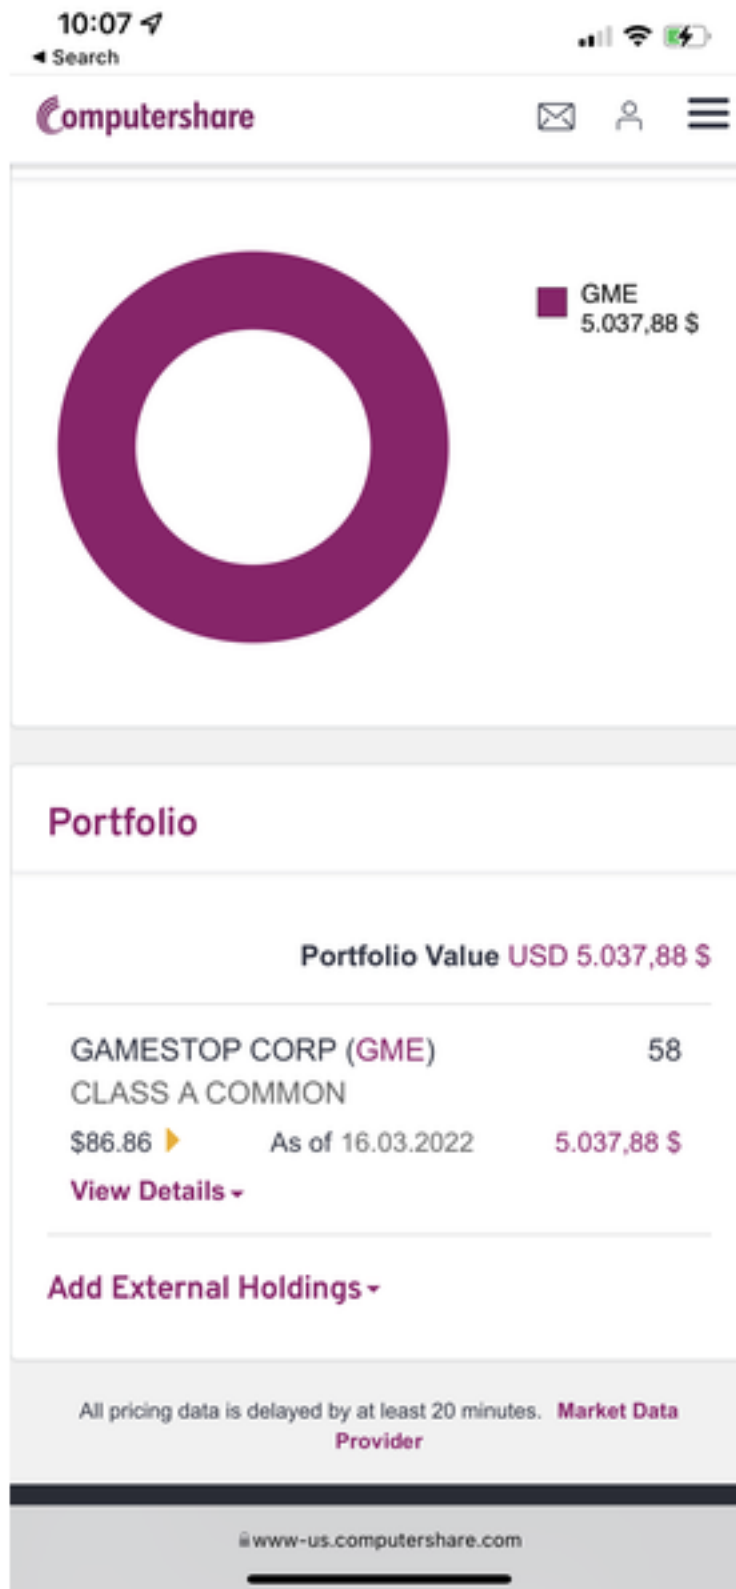 10:07
Search
Computershare
GME
5.037,88 $
Portfolio
Portfolio Value USD 5.037,88 $
GAMESTOP CORP (GME) 58
CLASS A COMMON
$86.86 As of 16.03.2022 5.037,88 $
View Details
Add External Holdings
All pricing data is delayed by at least 20 minutes. Market Data
Provider
www-us.computershare.com